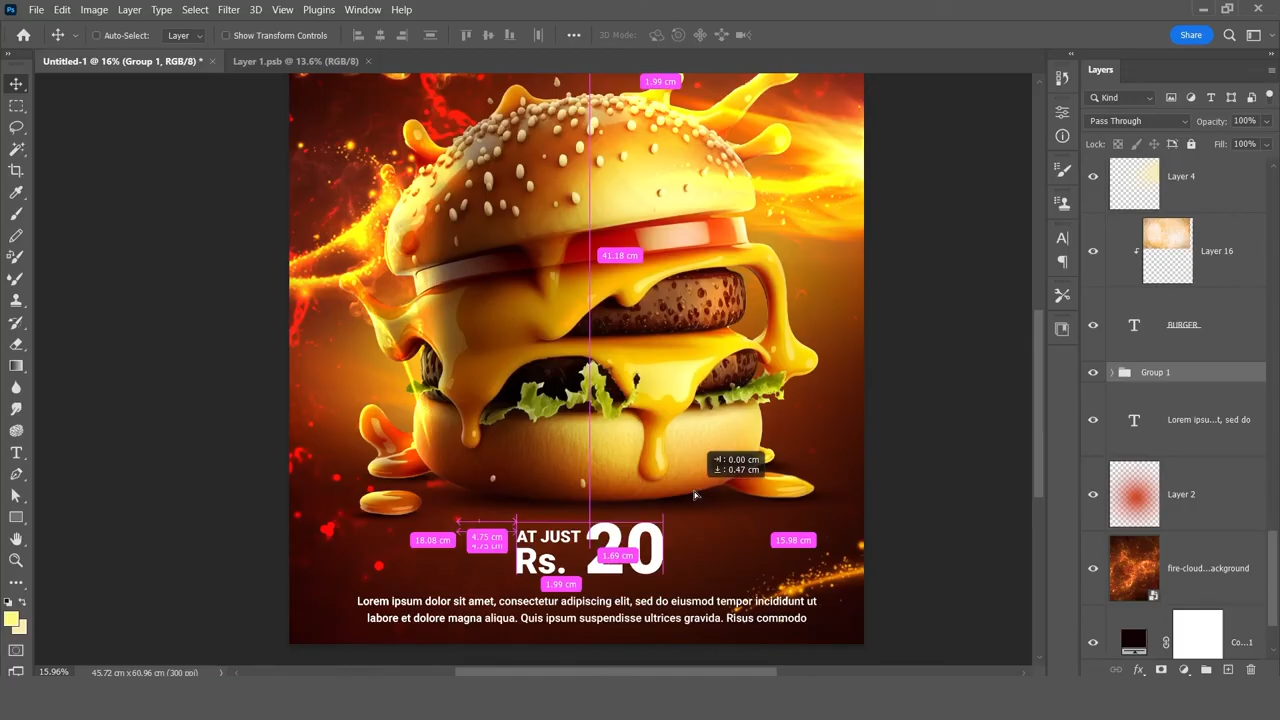 Ps File Edit Image Layer Type Select Filter 3D View Plugins Window Help
Auto-Select: Layer Show Transform Controls 3D Mode: Share
Untitled-1 @ 16% (Group 1, RGB/8) * × Layer 1.psb @ 13.6% (RGB/8) ×
Layers
Kind
Pass Through Opacity: 100%
Lock: Fill: 100%
1.99 cm
Layer 4
41.18 cm
Layer 16
BURGER
Group 1
Lorem ipsu...t, sed do
→| : 0.00 cm
↓ : 0.47 cm
Layer 2
18.08 cm
4.75 cm
4.75 cm
AT JUST
Rs. 20
1.69 cm
15.98 cm
1.99 cm
fire-cloud...ackground
Lorem ipsum dolor sit amet, consectetur adipiscing elit, sed do eiusmod tempor incididunt ut
labore et dolore magna aliqua. Quis ipsum suspendisse ultrices gravida. Risus commodo
Co...1
15.96% 45.72 cm x 60.96 cm (300 ppi)